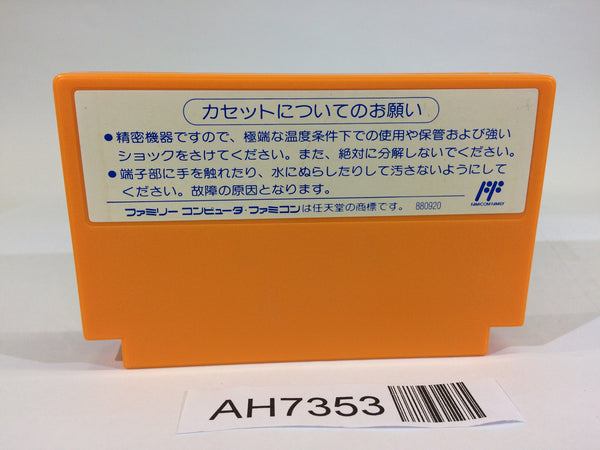 カセットについてのお願い
●精密機器ですので、極端な温度条件下での使用や保管および強い
ショックをさけてください。また、絶対に分解しないでください。
●端子部に手を触れたり、水にぬらしたりして汚さないようにして
ください。故障の原因となります。
FAMICOM FAMILY
ファミリー コンピュータ・ファミコンは任天堂の商標です。 880920
AH7353